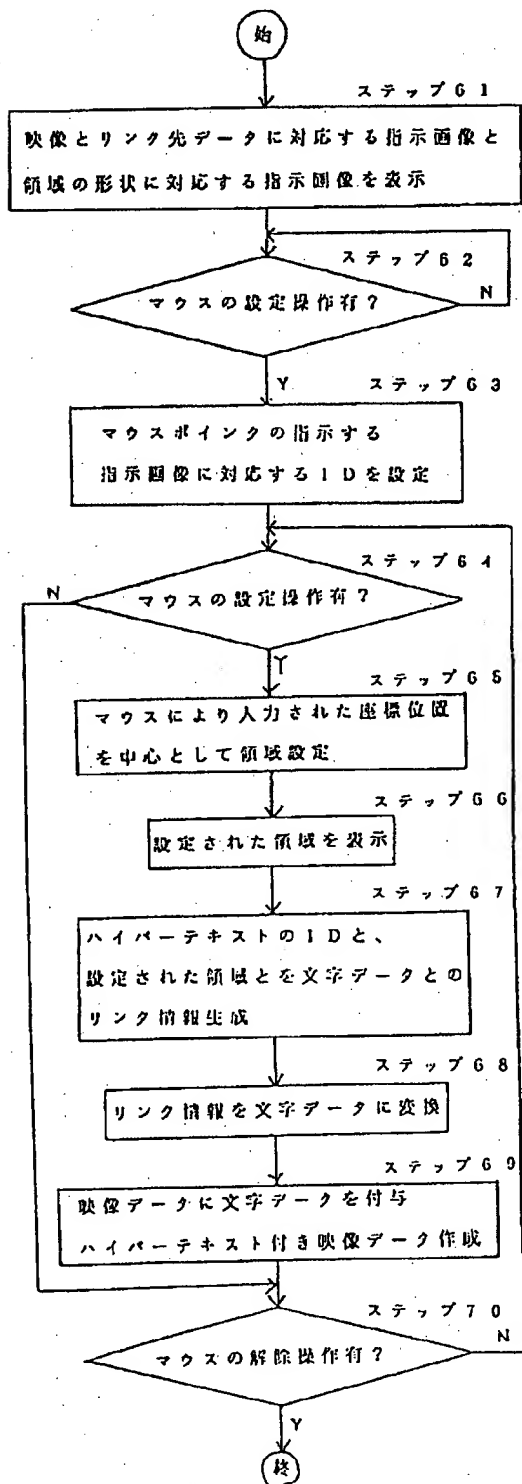 始
ステップ61
映像とリンク先データに対応する指示画像と
領域の形状に対応する指示画像を表示
ステップ62
マウスの設定操作有?
N
Y
ステップ63
マウスポインタの指示する
指示画像に対応するIDを設定
ステップ64
N
マウスの設定操作有?
Y
ステップ65
マウスにより入力された座標位置
を中心として領域設定
ステップ66
設定された領域を表示
ステップ67
ハイパーテキストのIDと、
設定された領域とを文字データとの
リンク情報生成
ステップ68
リンク情報を文字データに変換
ステップ69
映像データに文字データを付与
ハイパーテキスト付き映像データ作成
ステップ70
マウスの解除操作有?
N
Y
終